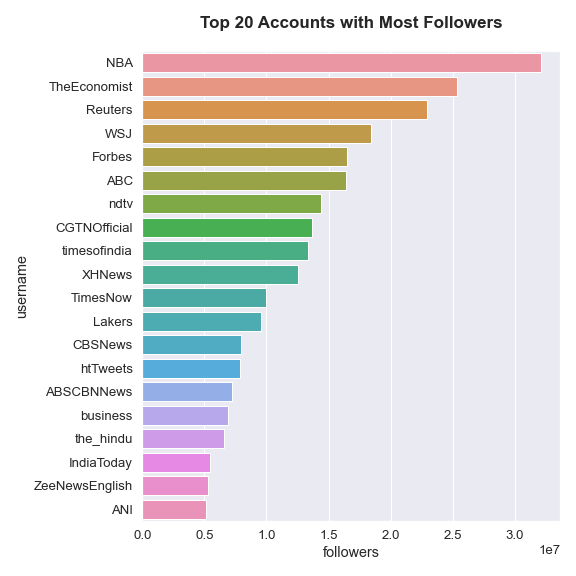 Top 20 Accounts with Most Followers
username
NBA
TheEconomist
Reuters
WSJ
Forbes
ABC
ndtv
CGTNOfficial
timesofindia
XHNews
TimesNow
Lakers
CBSNews
htTweets
ABSCBNNews
business
the_hindu
IndiaToday
ZeeNewsEnglish
ANI
0.0 0.5 1.0 1.5 2.0 2.5 3.0
followers
1e7